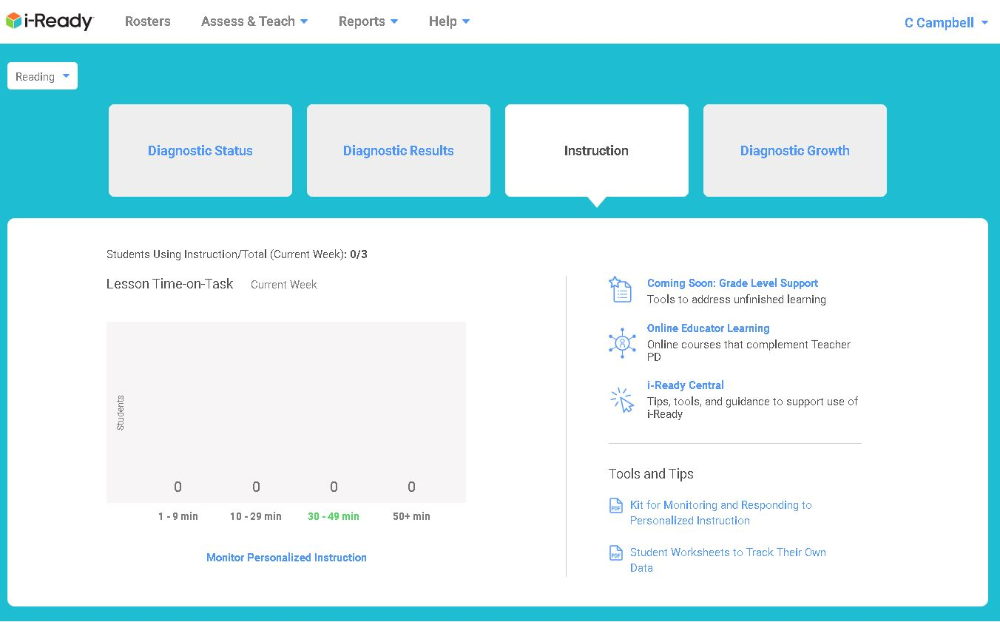 i-Ready Rosters Assess & Teach Reports Help C Campbell
Reading
Diagnostic Status Diagnostic Results Instruction Diagnostic Growth
Students Using Instruction/Total (Current Week): 0/3
Lesson Time-on-Task Current Week
Students
0 0 0 0
1 - 9 min 10 - 29 min 30 - 49 min 50+ min
Monitor Personalized Instruction
Coming Soon: Grade Level Support
Tools to address unfinished learning
Online Educator Learning
Online courses that complement Teacher
PD
i-Ready Central
Tips, tools, and guidance to support use of
i-Ready
Tools and Tips
PDF Kit for Monitoring and Responding to
Personalized Instruction
PDF Student Worksheets to Track Their Own
Data